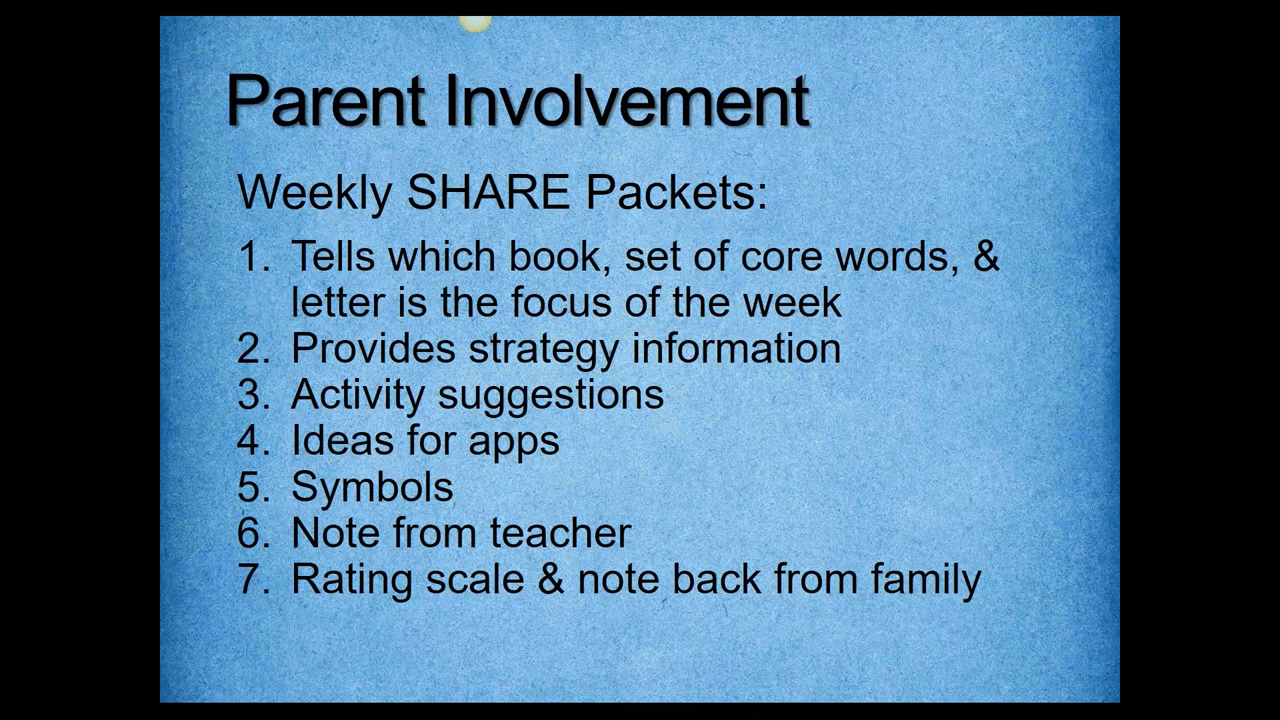 Parent Involvement
Weekly SHARE Packets:
1. Tells which book, set of core words, &
letter is the focus of the week
2. Provides strategy information
3. Activity suggestions
4. Ideas for apps
5. Symbols
6. Note from teacher
7. Rating scale & note back from family